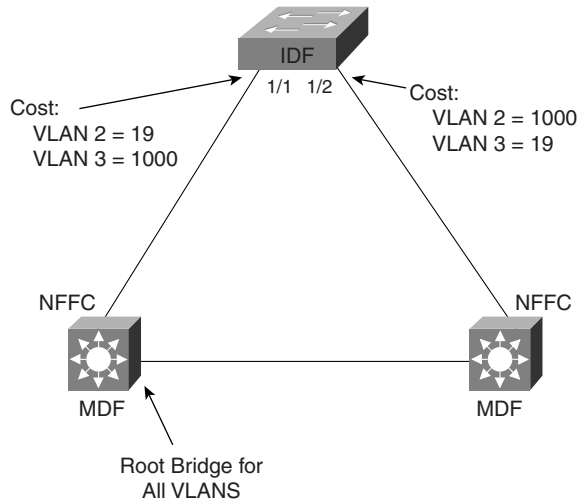 IDF
1/1 1/2
Cost:
VLAN 2 = 19
VLAN 3 = 1000
Cost:
VLAN 2 = 1000
VLAN 3 = 19
NFFC
NFFC
MDF
MDF
Root Bridge for
All VLANS